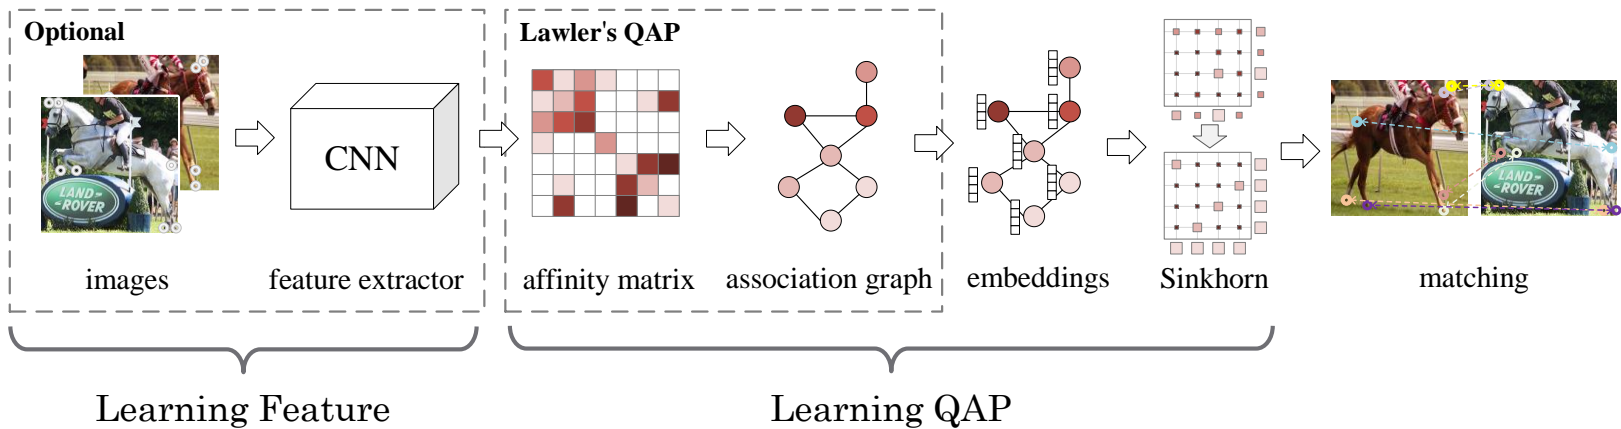 Optional
Lawler's QAP
CNN
LAND-
-ROVER
LAND-
-ROVER
images
feature extractor
affinity matrix
association graph
embeddings
Sinkhorn
matching
Learning Feature
Learning QAP